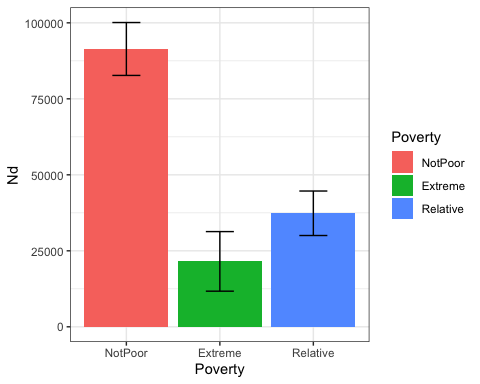 100000
75000
50000
25000
0
Nd
NotPoor
Extreme
Relative
Poverty
Poverty
NotPoor
Extreme
Relative